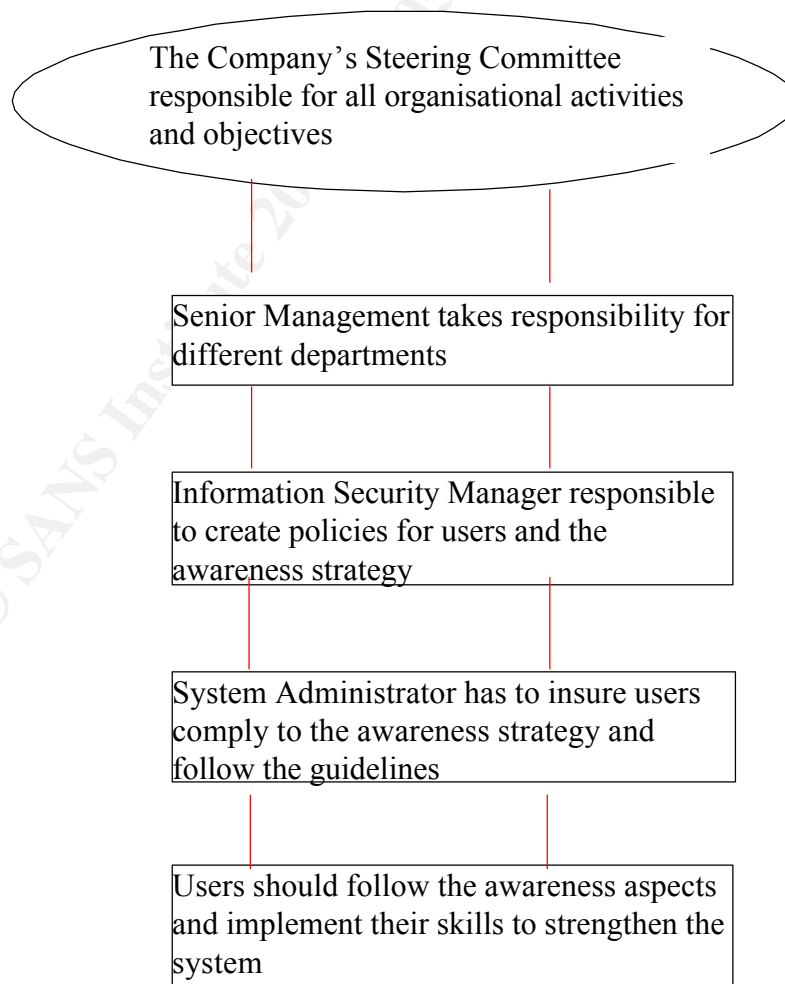 The Company’s Steering Committee
responsible for all organisational activities
and objectives
Senior Management takes responsibility for
different departments
Information Security Manager responsible
to create policies for users and the
awareness strategy
System Administrator has to insure users
comply to the awareness strategy and
follow the guidelines
Users should follow the awareness aspects
and implement their skills to strengthen the
system
SANS Institute 20